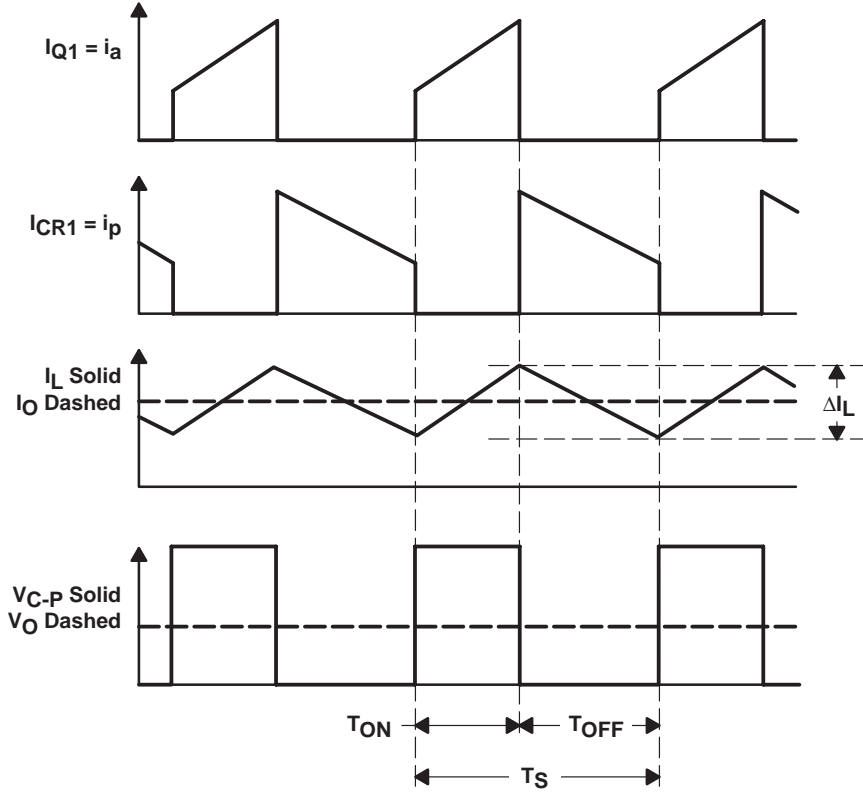 IQ1 = ia
ICR1 = ip
IL Solid
IO Dashed
ΔIL
VC-P Solid
VO Dashed
TON
TOFF
TS